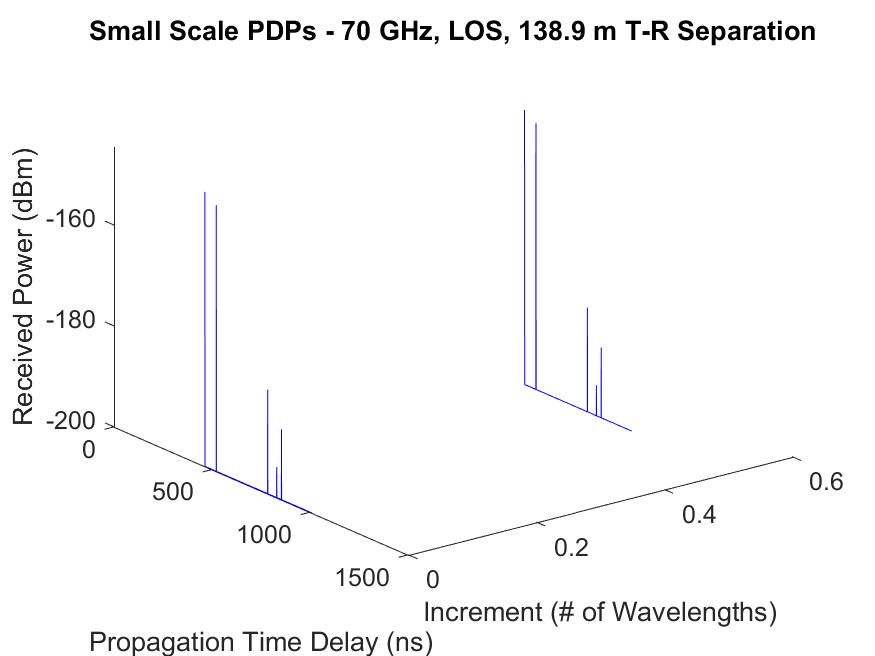 Small Scale PDPs - 70 GHz, LOS, 138.9 m T-R Separation
Received Power (dBm)
-160
-180
-200
0
500
1000
1500
Propagation Time Delay (ns)
0
0.2
0.4
0.6
Increment (# of Wavelengths)